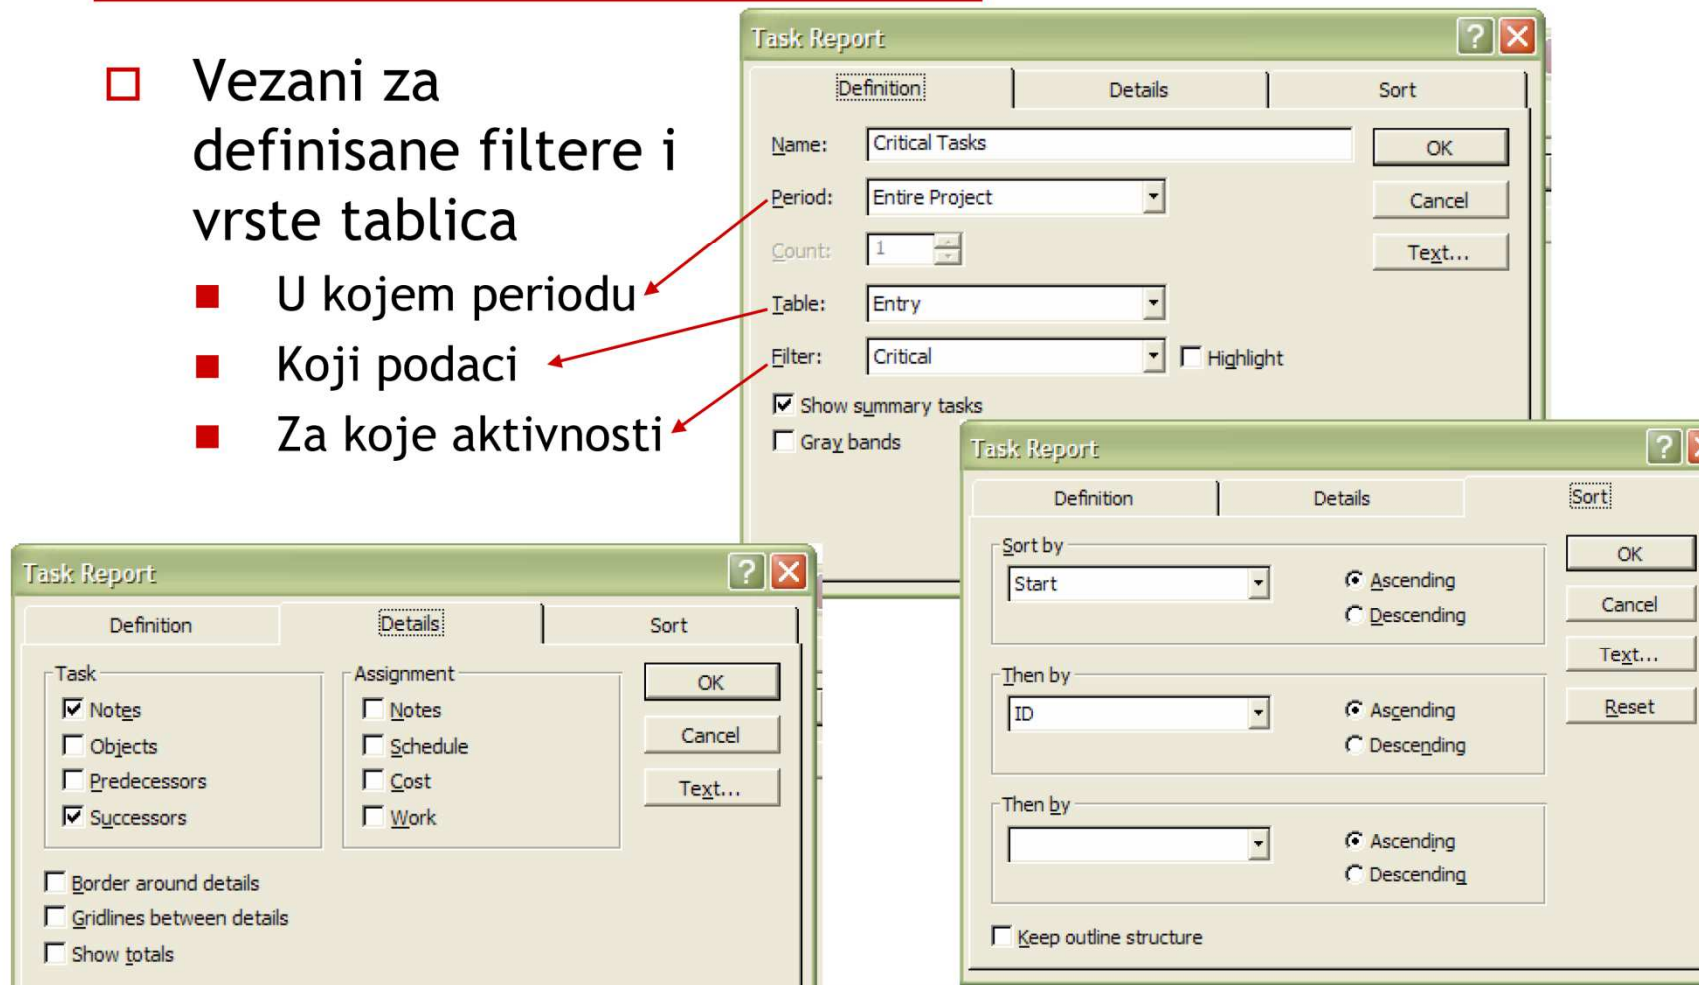 Vezani za
definisane filtere i
vrste tablica
U kojem periodu
Koji podaci
Za koje aktivnosti
Task Report
Definition Details Sort
Name: Critical Tasks OK
Period: Entire Project Cancel
Count: 1 Text...
Table: Entry
Filter: Critical Highlight
Show summary tasks
Gray bands
Task Report
Definition Details Sort
Sort by
Start Ascending OK
Descending Cancel
Text...
Then by
ID Ascending Reset
Descending
Then by
Ascending
Descending
Keep outline structure
Task Report
Definition Details Sort
Task Assignment OK
Notes Notes
Objects Schedule Cancel
Predecessors Cost Text...
Successors Work
Border around details
Gridlines between details
Show totals